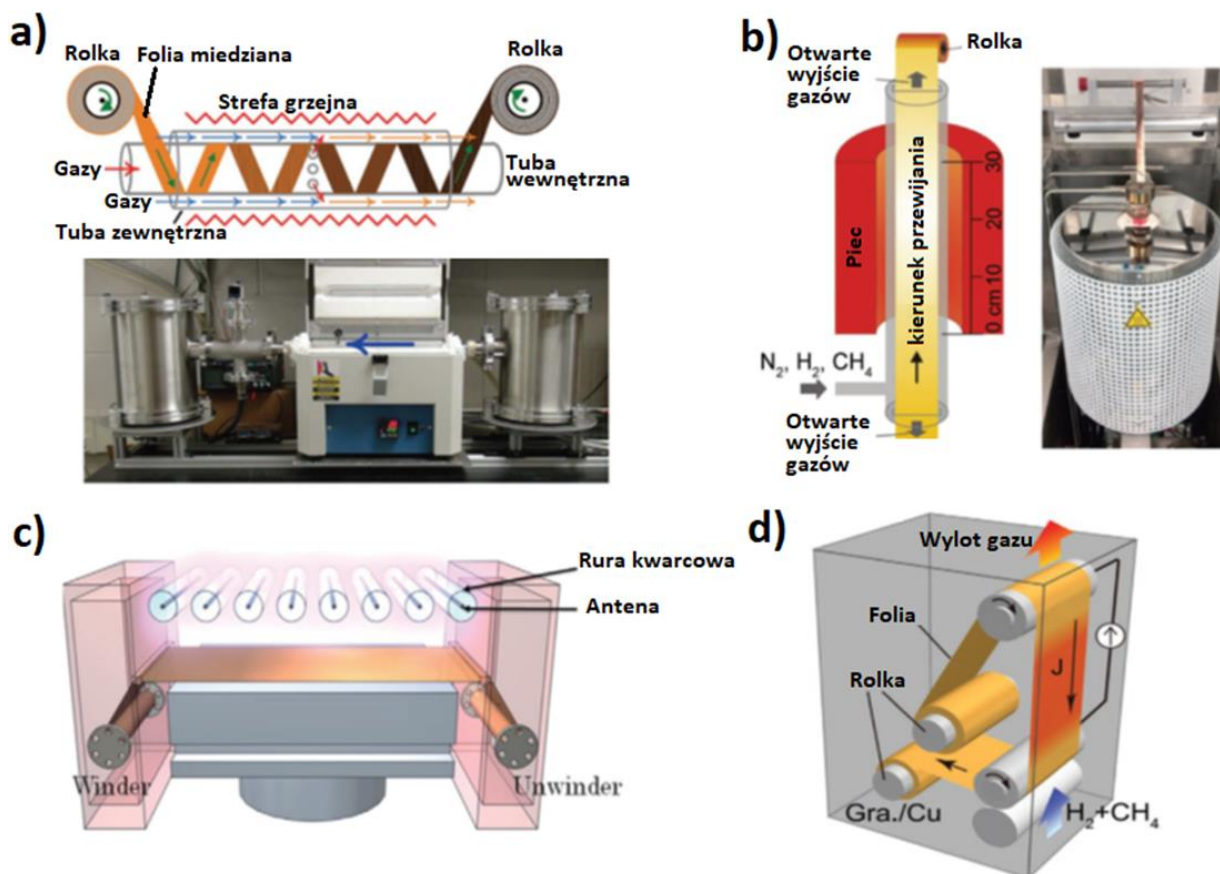 a)
Rolka
Folia miedziana
Rolka
Strefa grzejna
Gazy
Tuba
wewnętrzna
Gazy
Tuba zewnętrzna
b)
Otwarte
wyjście
gazów
Rolka
Piec
kierunek przewijania
30
20
10
0 cm
N₂, H₂, CH₄
Otwarte
wyjście
gazów
c)
Rura kwarcowa
Antena
Winder
Unwinder
d)
Wylot gazu
Folia
J
Rolka
Gra./Cu
H₂+CH₄